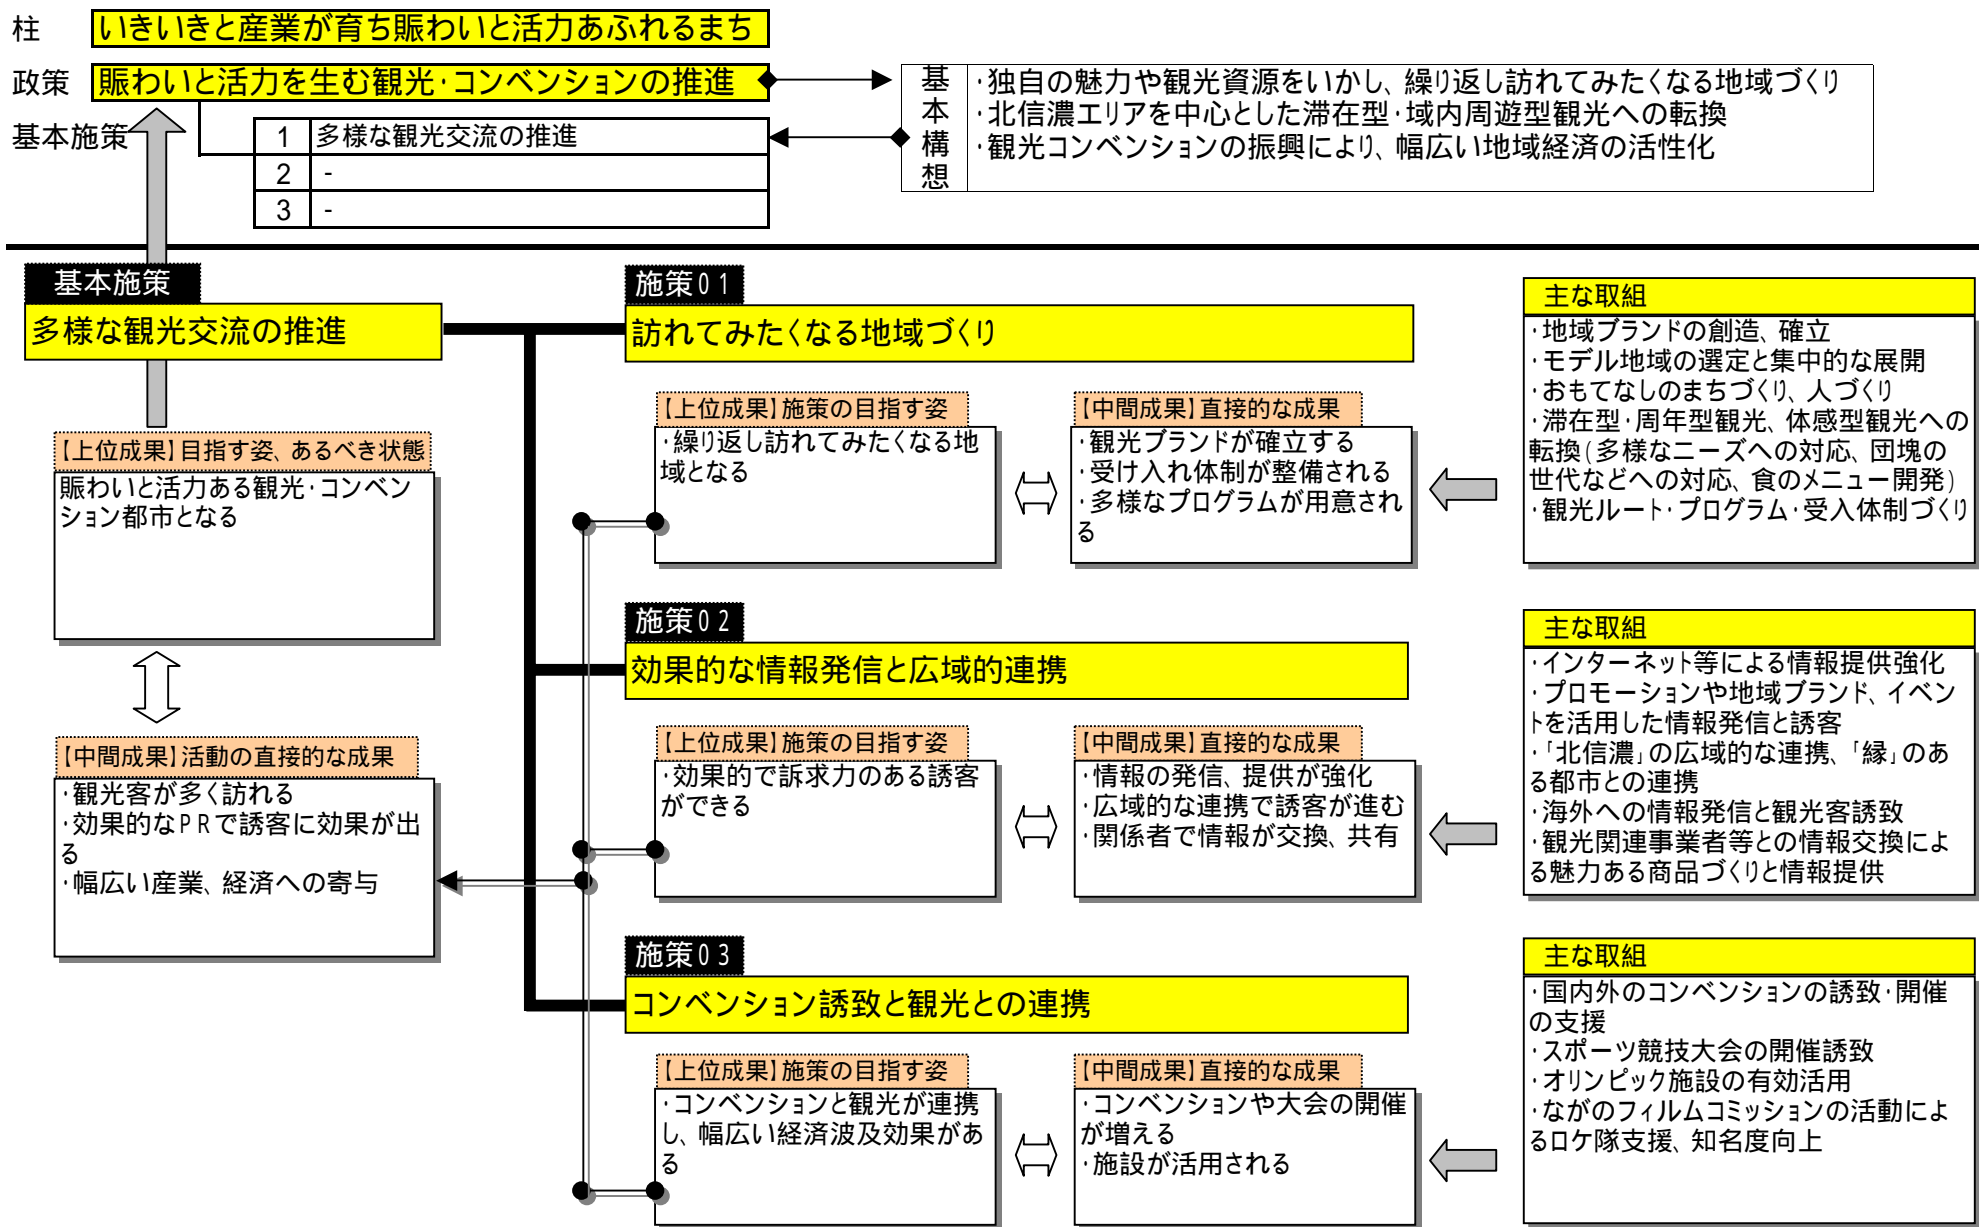 柱
いきいきと産業が育ち賑わいと活力あふれるまち
政策
賑わいと活力を生む観光・コンベンションの推進
基本施策
1 多様な観光交流の推進
2 -
3 -
基本構想
・独自の魅力や観光資源をいかし、繰り返し訪れてみたくなる地域づくり
・北信濃エリアを中心とした滞在型・域内周遊型観光への転換
・観光コンベンションの振興により、幅広い地域経済の活性化
基本施策
多様な観光交流の推進
【上位成果】目指す姿、あるべき状態
賑わいと活力ある観光・コンベン
ション都市となる
【中間成果】活動の直接的な成果
・観光客が多く訪れる
・効果的なPRで誘客に効果が出
る
・幅広い産業、経済への寄与
施策01
訪れてみたくなる地域づくり
【上位成果】施策の目指す姿
・繰り返し訪れてみたくなる地
域となる
【中間成果】直接的な成果
・観光ブランドが確立する
・受け入れ体制が整備される
・多様なプログラムが用意され
る
主な取組
・地域ブランドの創造、確立
・モデル地域の選定と集中的な展開
・おもてなしのまちづくり、人づくり
・滞在型・周年型観光、体感型観光への
転換(多様なニーズへの対応、団塊の
世代などへの対応、食のメニュー開発)
・観光ルート・プログラム・受入体制づくり
施策02
効果的な情報発信と広域的連携
【上位成果】施策の目指す姿
・効果的で訴求力のある誘客
ができる
【中間成果】直接的な成果
・情報の発信、提供が強化
・広域的な連携で誘客が進む
・関係者で情報が交換、共有
主な取組
・インターネット等による情報提供強化
・プロモーションや地域ブランド、イベン
トを活用した情報発信と誘客
・「北信濃」の広域的な連携、「縁」のあ
る都市との連携
・海外への情報発信と観光客誘致
・観光関連事業者等との情報交換によ
る魅力ある商品づくりと情報提供
施策03
コンベンション誘致と観光との連携
【上位成果】施策の目指す姿
・コンベンションと観光が連携
し、幅広い経済波及効果があ
る
【中間成果】直接的な成果
・コンベンションや大会の開催
が増える
・施設が活用される
主な取組
・国内外のコンベンションの誘致・開催
の支援
・スポーツ競技大会の開催誘致
・オリンピック施設の有効活用
・ながのフィルムコミッションの活動によ
るロケ隊支援、知名度向上